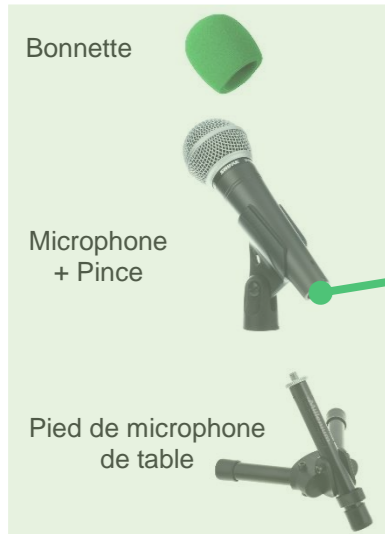 Bonnette
Microphone
+ Pince
Pied de microphone
de table